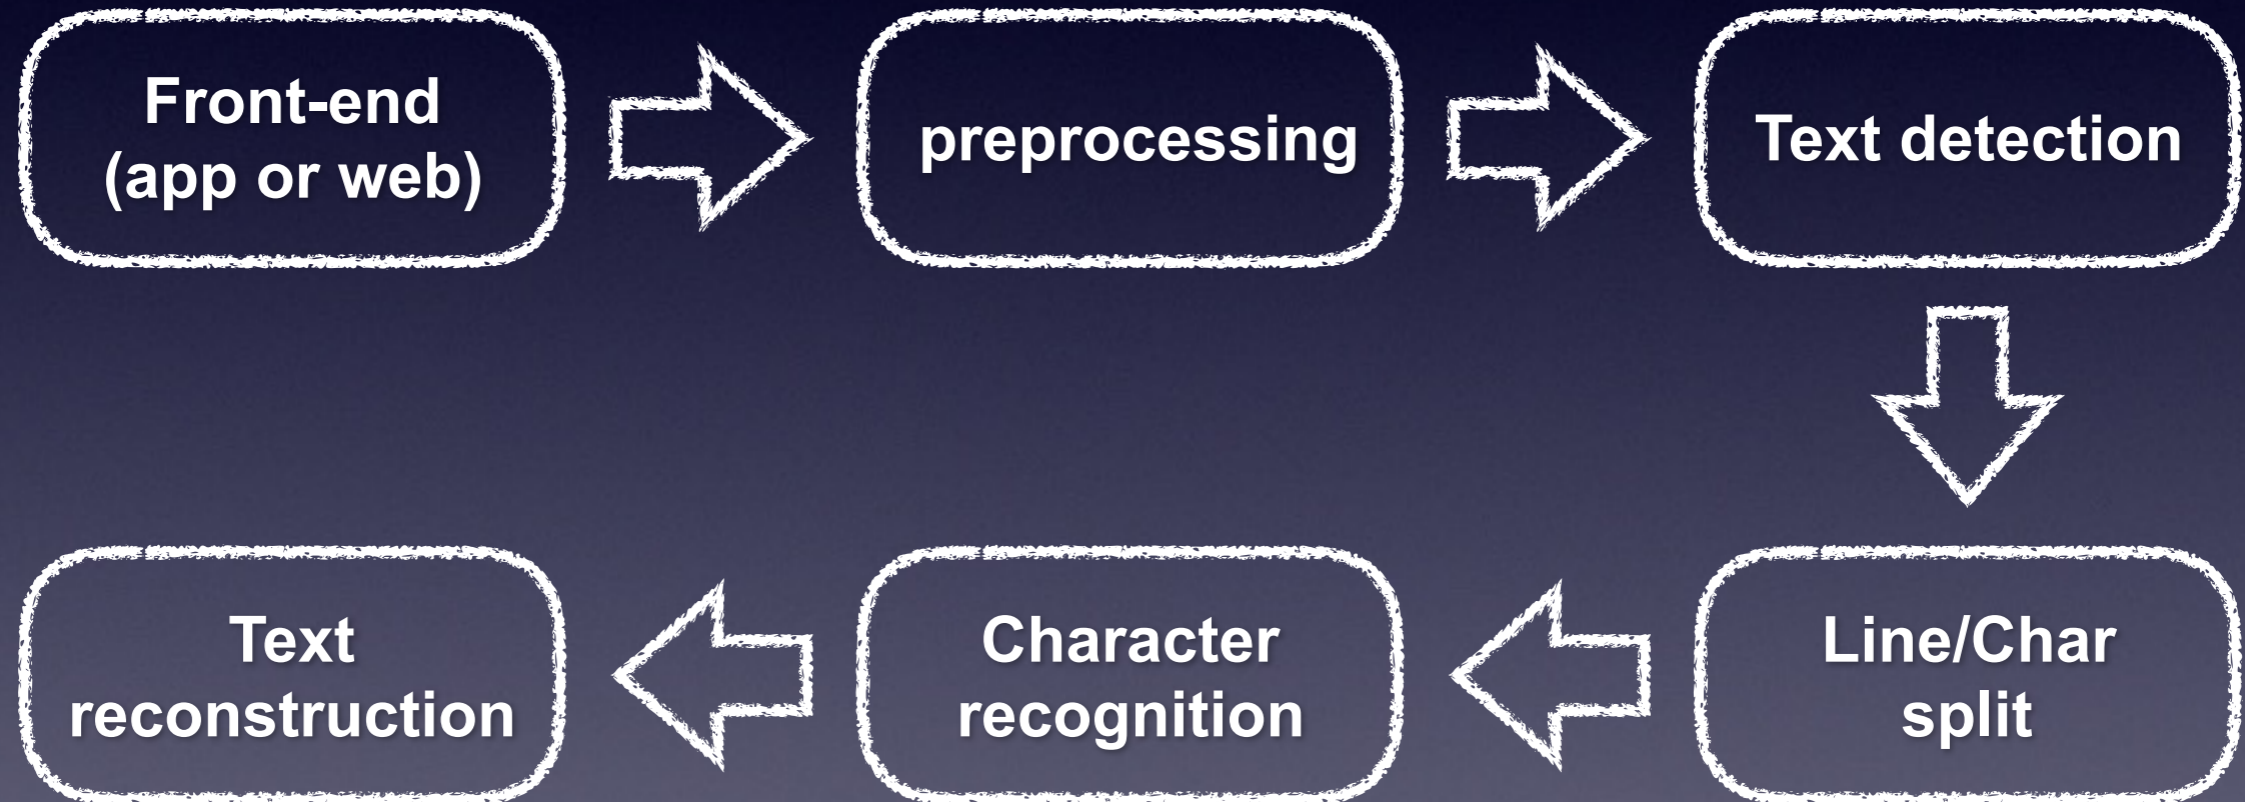 Front-end
(app or web)
preprocessing
Text detection
Line/Char
split
Character
recognition
Text
reconstruction